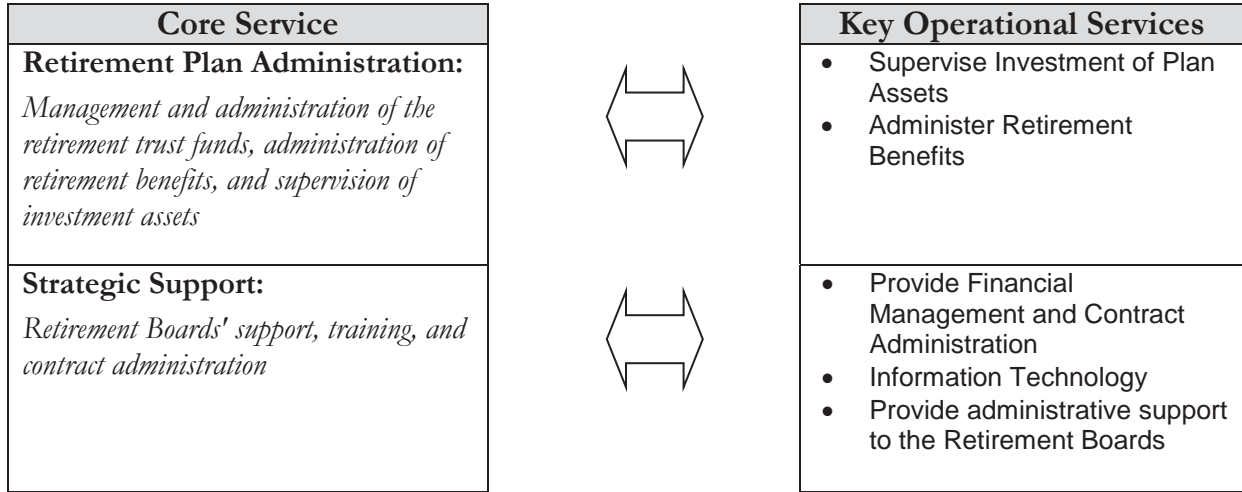 Core Service
Retirement Plan Administration:
Management and administration of the
retirement trust funds, administration of
retirement benefits, and supervision of
investment assets
Key Operational Services
• Supervise Investment of Plan
Assets
• Administer Retirement
Benefits
Strategic Support:
Retirement Boards' support, training, and
contract administration
• Provide Financial
Management and Contract
Administration
• Information Technology
• Provide administrative support
to the Retirement Boards